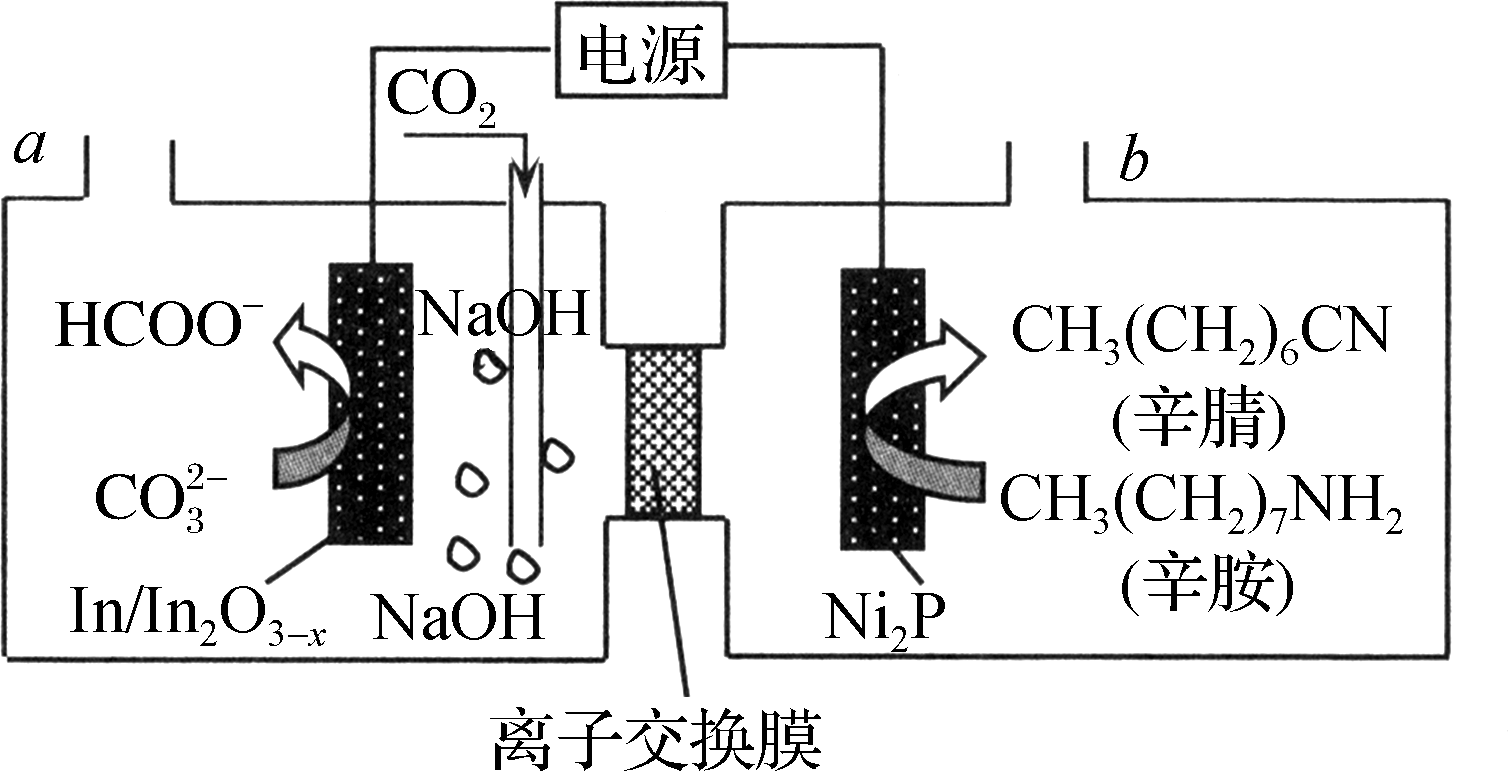 电源
CO₂
a
b
HCOO⁻
NaOH
CH₃(CH₂)₆CN
(辛腈)
CO₃²⁻
CH₃(CH₂)₇NH₂
(辛胺)
In/In₂O₃₋ₓ
NaOH
Ni₂P
离子交换膜